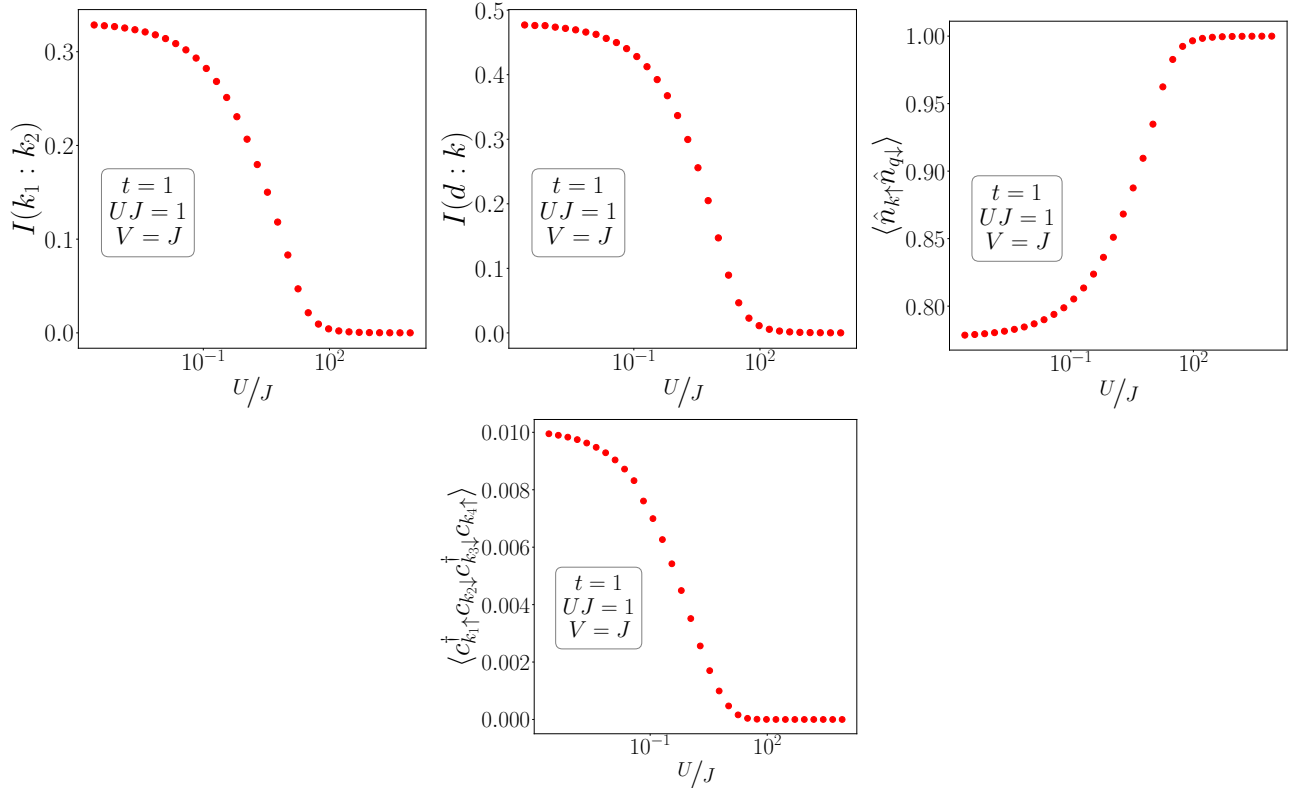 I(k₁ : k₂)
0.3
0.2
0.1
0.0
t = 1
UJ = 1
V = J
10⁻¹
10²
U/J
I(d : k)
0.5
0.4
0.3
0.2
0.1
0.0
t = 1
UJ = 1
V = J
10⁻¹
10²
U/J
⟨n̂ₖ↑ n̂_q↓⟩
1.00
0.95
0.90
0.85
0.80
t = 1
UJ = 1
V = J
10⁻¹
10²
U/J
⟨c†ₖ₁↑ cₖ₂↓ c†ₖ₃↓ cₖ₄↑⟩
0.010
0.008
0.006
0.004
0.002
0.000
t = 1
UJ = 1
V = J
10⁻¹
10²
U/J